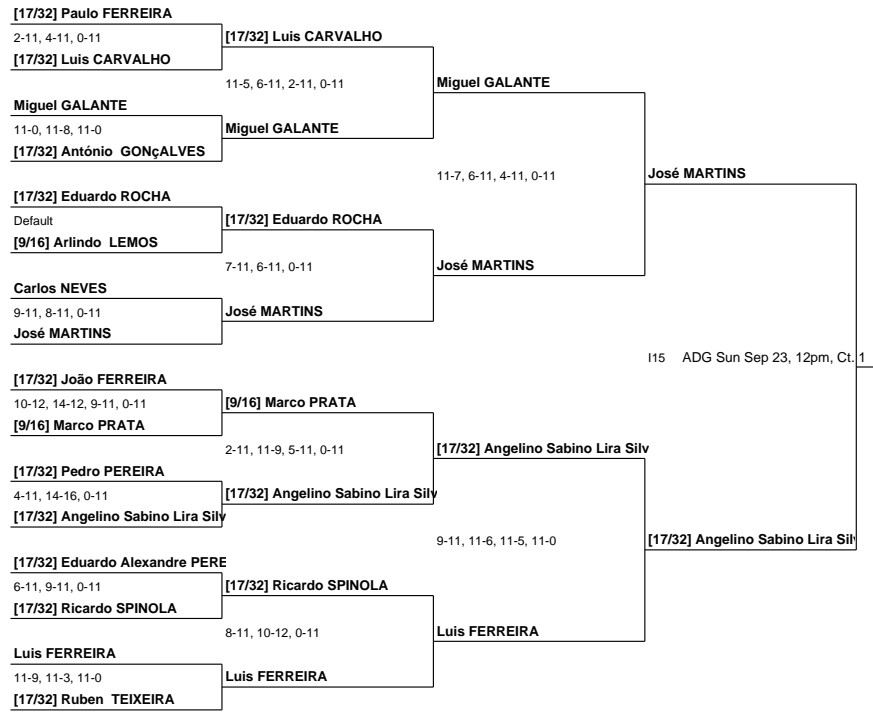 [17/32] Paulo FERREIRA
2-11, 4-11, 0-11
[17/32] Luis CARVALHO
[17/32] Luis CARVALHO
11-5, 6-11, 2-11, 0-11
Miguel GALANTE
Miguel GALANTE
11-0, 11-8, 11-0
Miguel GALANTE
[17/32] António  GONçALVES
11-7, 6-11, 4-11, 0-11
José MARTINS
[17/32] Eduardo ROCHA
Default
[17/32] Eduardo ROCHA
[9/16] Arlindo  LEMOS
7-11, 6-11, 0-11
José MARTINS
Carlos NEVES
9-11, 8-11, 0-11
José MARTINS
José MARTINS
I15 ADG Sun Sep 23, 12pm, Ct. 1
[17/32] João FERREIRA
10-12, 14-12, 9-11, 0-11
[9/16] Marco PRATA
[9/16] Marco PRATA
2-11, 11-9, 5-11, 0-11
[17/32] Angelino Sabino Lira Silv
[17/32] Pedro PEREIRA
4-11, 14-16, 0-11
[17/32] Angelino Sabino Lira Silv
[17/32] Angelino Sabino Lira Silv
9-11, 11-6, 11-5, 11-0
[17/32] Angelino Sabino Lira Silv
[17/32] Eduardo Alexandre PERE
6-11, 9-11, 0-11
[17/32] Ricardo SPINOLA
[17/32] Ricardo SPINOLA
8-11, 10-12, 0-11
Luis FERREIRA
Luis FERREIRA
11-9, 11-3, 11-0
Luis FERREIRA
[17/32] Ruben  TEIXEIRA